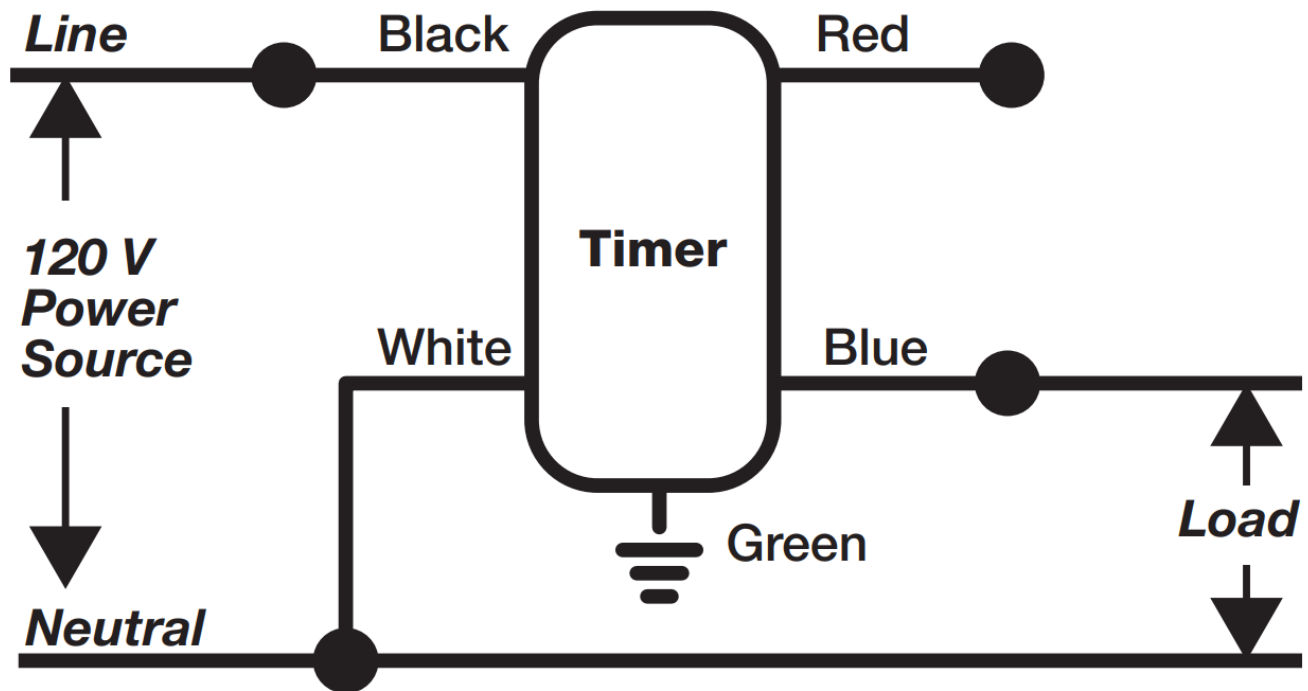 Line
Black
Red
120 V
Power
Source
Timer
White
Blue
Green
Load
Neutral